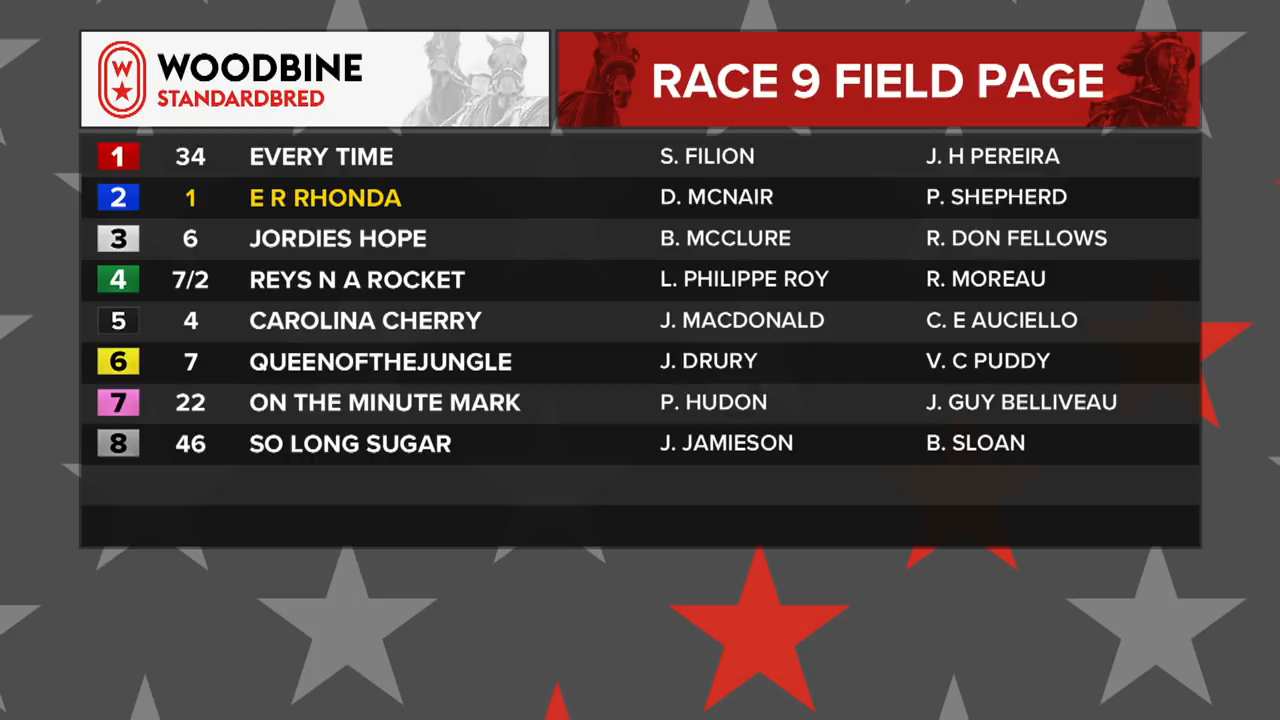 W
WOODBINE
STANDARDBRED
RACE 9 FIELD PAGE
1 34 EVERY TIME S. FILION J. H PEREIRA
2 1 E R RHONDA D. MCNAIR P. SHEPHERD
3 6 JORDIES HOPE B. MCCLURE R. DON FELLOWS
4 7/2 REYS N A ROCKET L. PHILIPPE ROY R. MOREAU
5 4 CAROLINA CHERRY J. MACDONALD C. E AUCIELLO
6 7 QUEENOFTHEJUNGLE J. DRURY V. C PUDDY
7 22 ON THE MINUTE MARK P. HUDON J. GUY BELLIVEAU
8 46 SO LONG SUGAR J. JAMIESON B. SLOAN